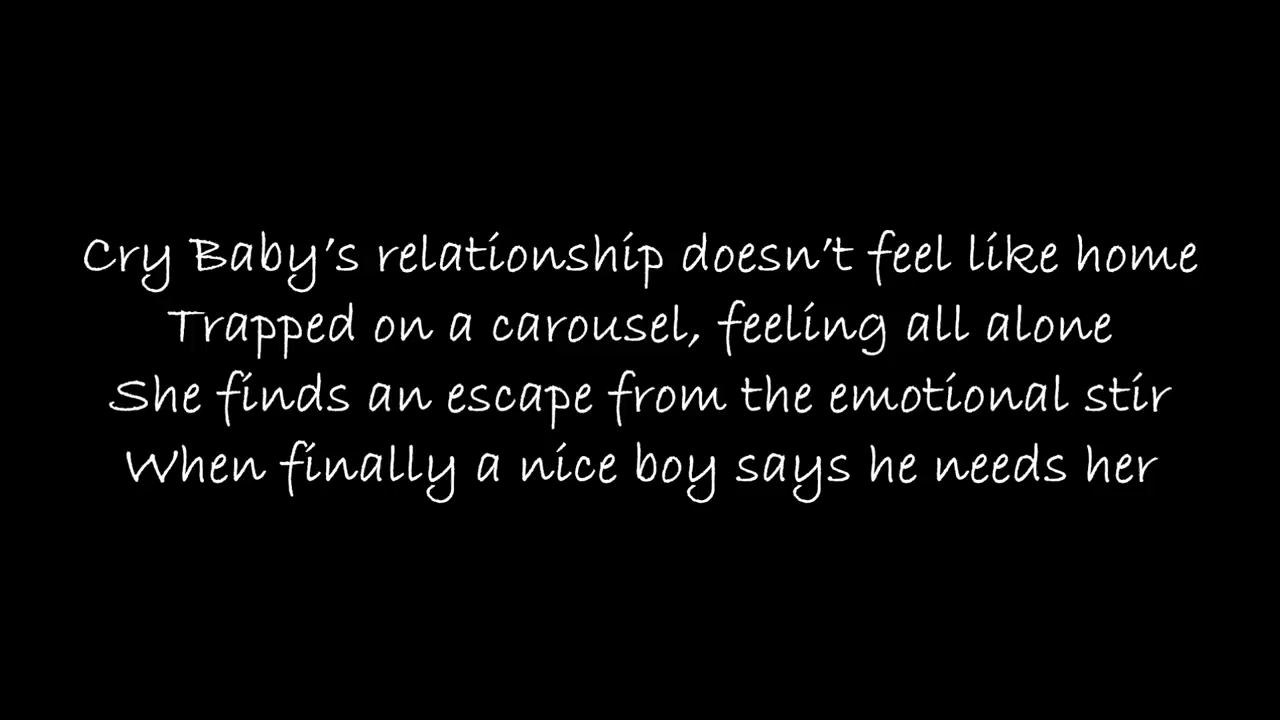 Cry Baby's relationship doesn't feel like home
Trapped on a carousel, feeling all alone
She finds an escape from the emotional stir
When finally a nice boy says he needs her